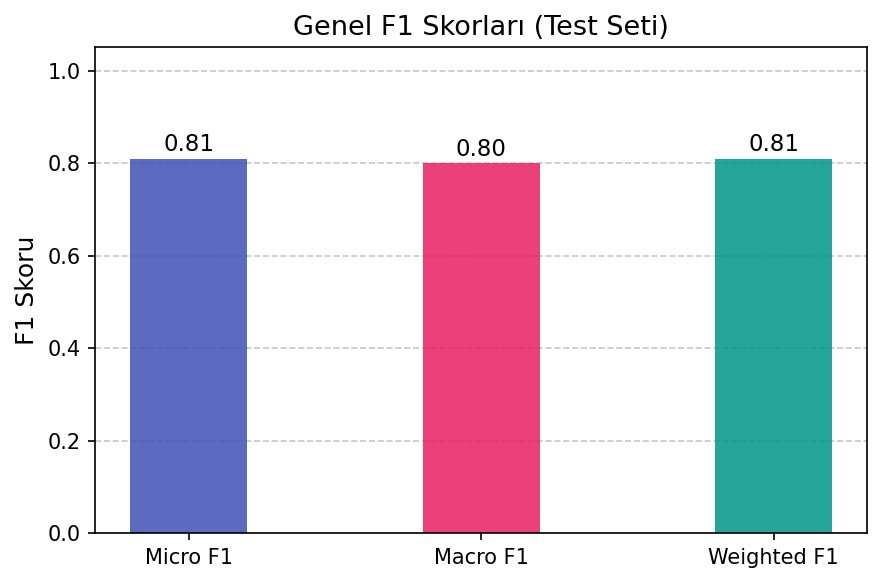 Genel F1 Skorları (Test Seti)
F1 Skoru
1.0
0.8
0.6
0.4
0.2
0.0
0.81
0.80
0.81
Micro F1
Macro F1
Weighted F1